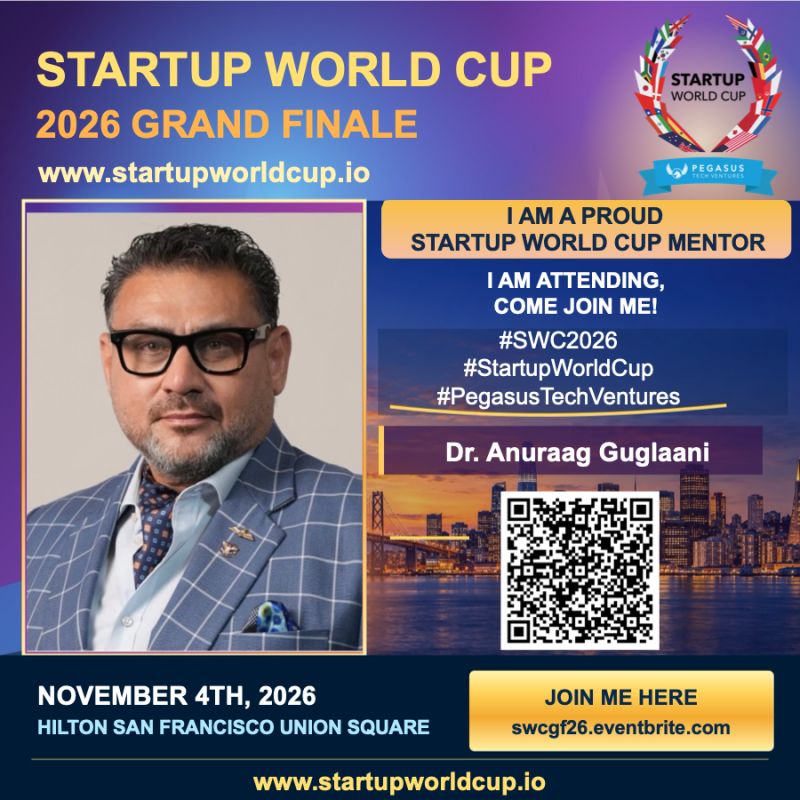 STARTUP WORLD CUP
2026 GRAND FINALE
www.startupworldcup.io
STARTUP
WORLD CUP
PEGASUS
TECH VENTURES
I AM A PROUD
STARTUP WORLD CUP MENTOR
I AM ATTENDING,
COME JOIN ME!
#SWC2026
#StartupWorldCup
#PegasusTechVentures
Dr. Anuraag Guglaani
NOVEMBER 4TH, 2026
HILTON SAN FRANCISCO UNION SQUARE
JOIN ME HERE
swcgf26.eventbrite.com
www.startupworldcup.io